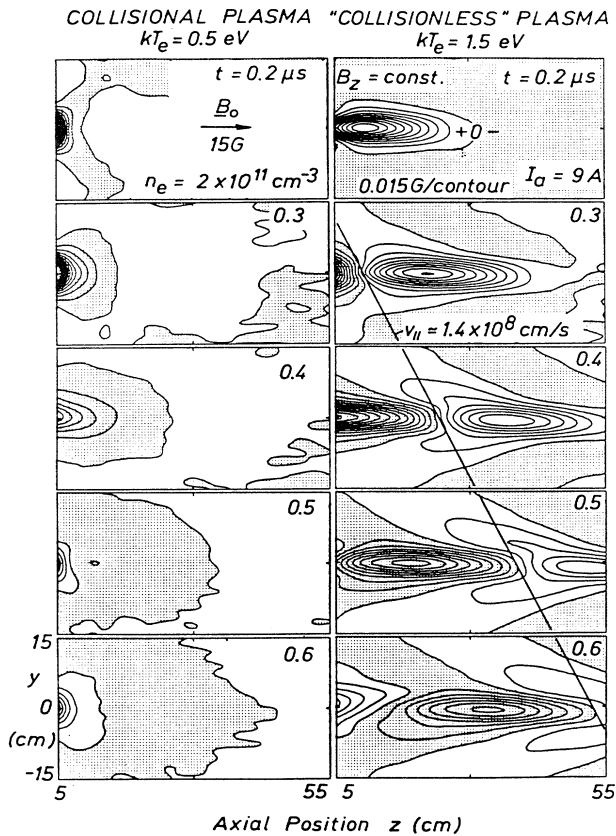 COLLISIONAL PLASMA "COLLISIONLESS" PLASMA
kTe = 0.5 eV kTe = 1.5 eV
t = 0.2 μs
B0
15G
ne = 2 x 10^11 cm^-3
Bz = const. t = 0.2 μs
+0-
Ia = 9 A
0.015G/contour
0.3
0.3
v|| ≃ 1.4 x 10^8 cm/s
0.4
0.4
0.5
0.5
15
0.6
0.6
y
0
(cm)
-15
5 55 5 55
Axial Position z (cm)